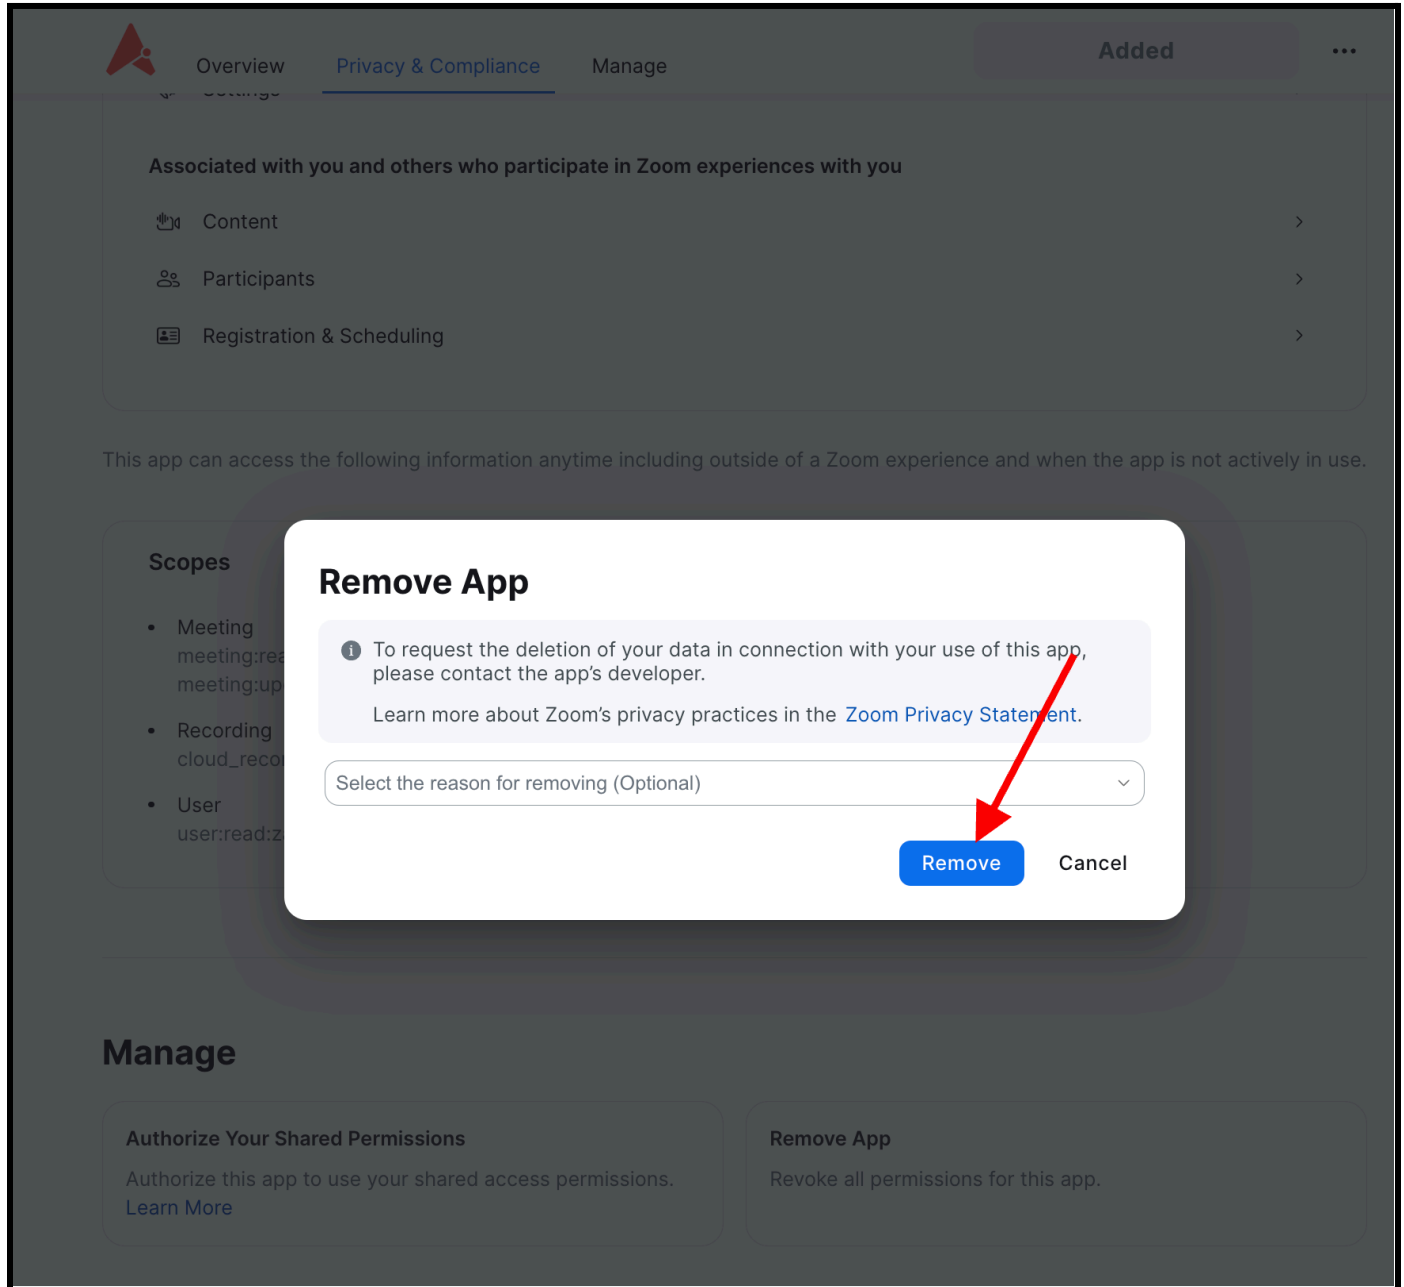 Overview
Privacy & Compliance
Manage
Added
Settings
Associated with you and others who participate in Zoom experiences with you
Content
Participants
Registration & Scheduling
This app can access the following information anytime including outside of a Zoom experience and when the app is not actively in use.
Scopes
Meeting
Recording
User
Remove App
To request the deletion of your data in connection with your use of this app,
please contact the app’s developer.
Learn more about Zoom’s privacy practices in the Zoom Privacy Statement.
Select the reason for removing (Optional)
Remove
Cancel
Manage
Authorize Your Shared Permissions
Authorize this app to use your shared access permissions.
Learn More
Remove App
Revoke all permissions for this app.